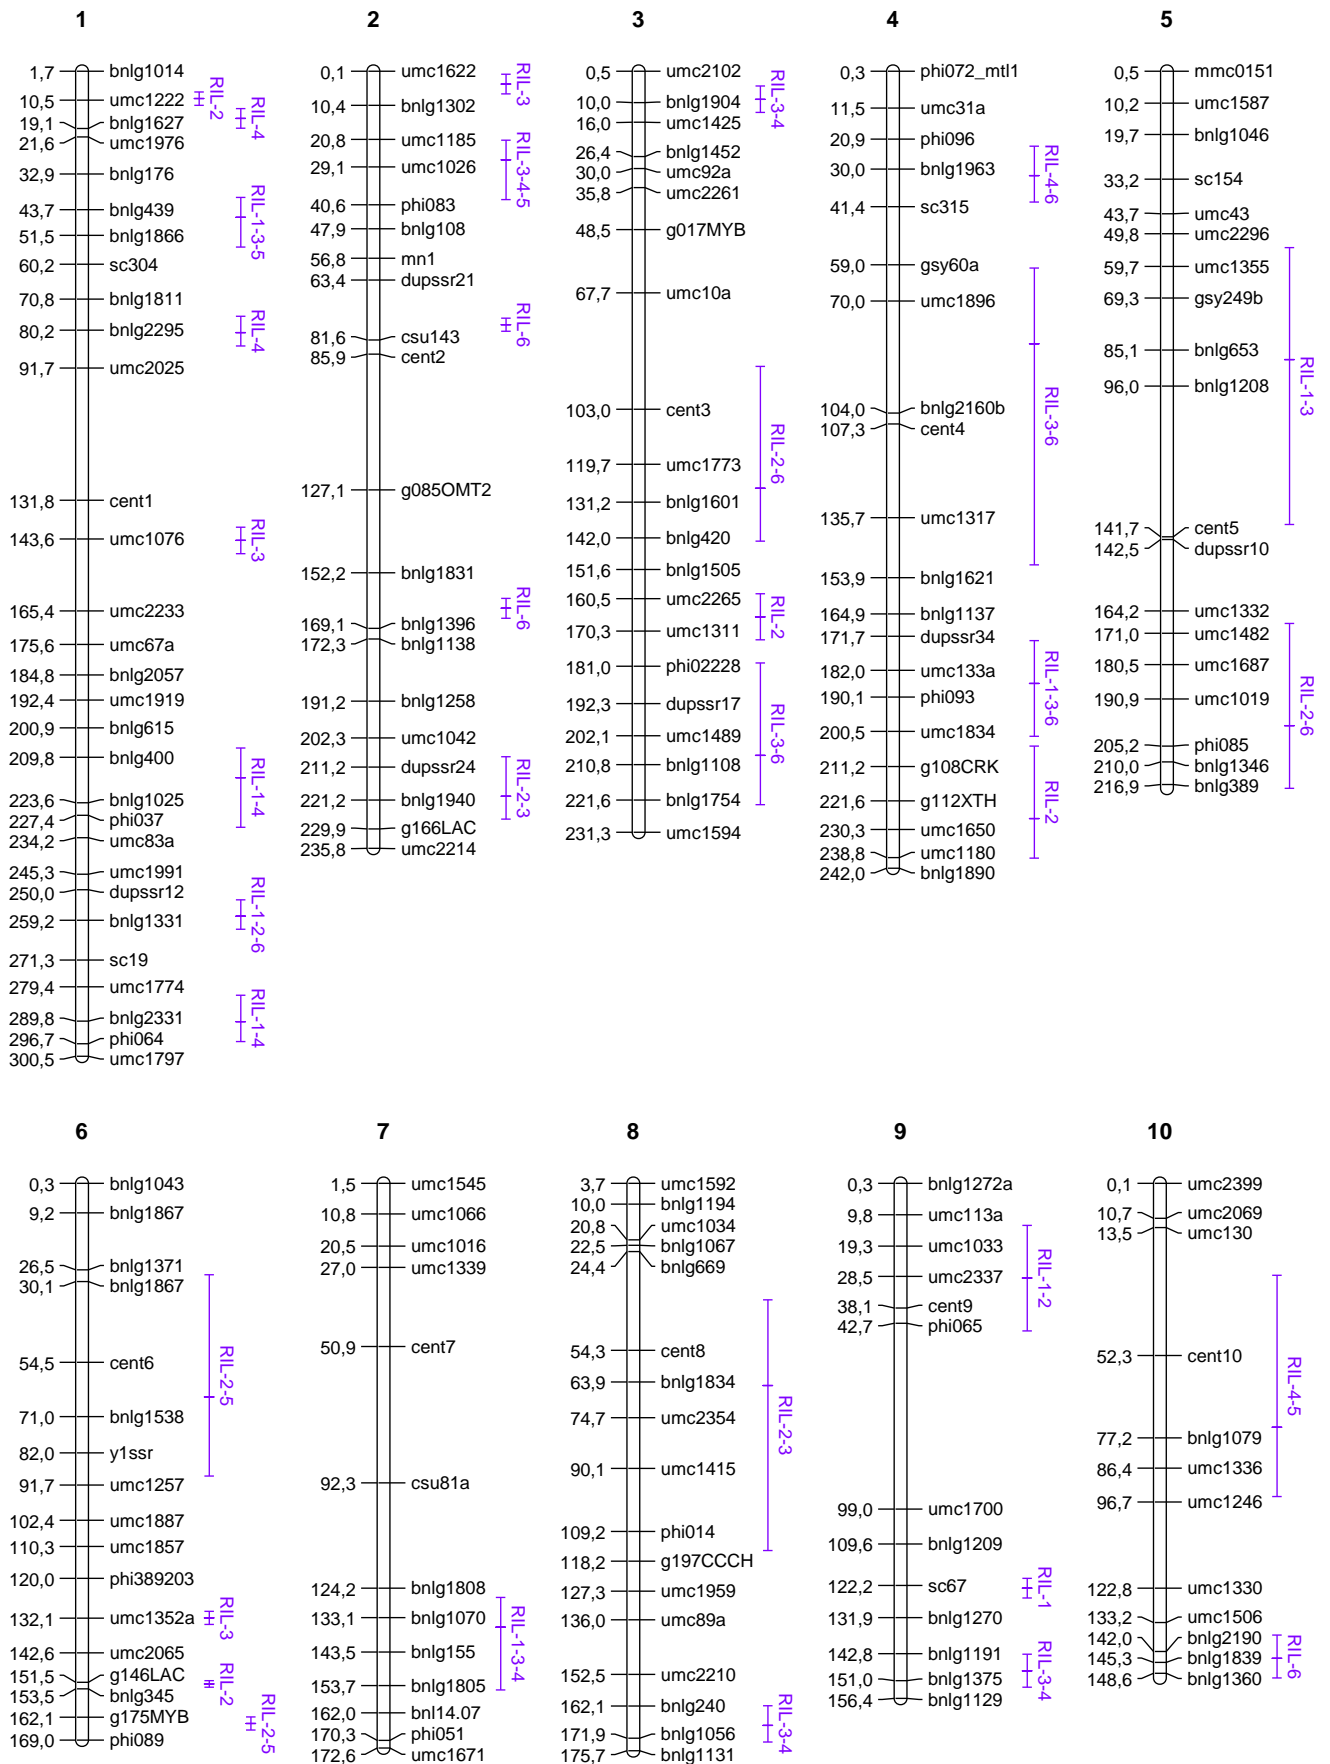 1
1,7 bnlg1014
10,5 umc1222
19,1 bnlg1627
21,6 umc1976
32,9 bnlg176
43,7 bnlg439
51,5 bnlg1866
60,2 sc304
70,8 bnlg1811
80,2 bnlg2295
91,7 umc2025
131,8 cent1
143,6 umc1076
165,4 umc2233
175,6 umc67a
184,8 bnlg2057
192,4 umc1919
200,9 bnlg615
209,8 bnlg400
223,6 bnlg1025
227,4 phi037
234,2 umc83a
245,3 umc1991
250,0 dupssr12
259,2 bnlg1331
271,3 sc19
279,4 umc1774
289,8 bnlg2331
296,7 phi064
300,5 umc1797
RIL-2
RIL-4
RIL-1-3-5
RIL-4
RIL-3
RIL-1-4
RIL-1-2-6
RIL-1-4
2
0,1 umc1622
10,4 bnlg1302
20,8 umc1185
29,1 umc1026
40,6 phi083
47,9 bnlg108
56,8 mn1
63,4 dupssr21
81,6 csu143
85,9 cent2
127,1 g085OMT2
152,2 bnlg1831
169,1 bnlg1396
172,3 bnlg1138
191,2 bnlg1258
202,3 umc1042
211,2 dupssr24
221,2 bnlg1940
229,9 g166LAC
235,8 umc2214
RIL-3
RIL-3-4-5
RIL-6
RIL-6
RIL-2-3
3
0,5 umc2102
10,0 bnlg1904
16,0 umc1425
26,4 bnlg1452
30,0 umc92a
35,8 umc2261
48,5 g017MYB
67,7 umc10a
103,0 cent3
119,7 umc1773
131,2 bnlg1601
142,0 bnlg420
151,6 bnlg1505
160,5 umc2265
170,3 umc1311
181,0 phi02228
192,3 dupssr17
202,1 umc1489
210,8 bnlg1108
221,6 bnlg1754
231,3 umc1594
RIL-3-4
RIL-2-6
RIL-2
RIL-3-6
4
0,3 phi072_mtl1
11,5 umc31a
20,9 phi096
30,0 bnlg1963
41,4 sc315
59,0 gsy60a
70,0 umc1896
104,0 bnlg2160b
107,3 cent4
135,7 umc1317
153,9 bnlg1621
164,9 bnlg1137
171,7 dupssr34
182,0 umc133a
190,1 phi093
200,5 umc1834
211,2 g108CRK
221,6 g112XTH
230,3 umc1650
238,8 umc1180
242,0 bnlg1890
RIL-4-6
RIL-3-6
RIL-1-3-6
RIL-2
5
0,5 mmc0151
10,2 umc1587
19,7 bnlg1046
33,2 sc154
43,7 umc43
49,8 umc2296
59,7 umc1355
69,3 gsy249b
85,1 bnlg653
96,0 bnlg1208
141,7 cent5
142,5 dupssr10
164,2 umc1332
171,0 umc1482
180,5 umc1687
190,9 umc1019
205,2 phi085
210,0 bnlg1346
216,9 bnlg389
RIL-1-3
RIL-2-6
6
0,3 bnlg1043
9,2 bnlg1867
26,5 bnlg1371
30,1 bnlg1867
54,5 cent6
71,0 bnlg1538
82,0 y1ssr
91,7 umc1257
102,4 umc1887
110,3 umc1857
120,0 phi389203
132,1 umc1352a
142,6 umc2065
151,5 g146LAC
153,5 bnlg345
162,1 g175MYB
169,0 phi089
RIL-2-5
RIL-3
RIL-2
RIL-2-5
7
1,5 umc1545
10,8 umc1066
20,5 umc1016
27,0 umc1339
50,9 cent7
92,3 csu81a
124,2 bnlg1808
133,1 bnlg1070
143,5 bnlg155
153,7 bnlg1805
162,0 bnl14.07
170,3 phi051
172,6 umc1671
RIL-1-3-4
8
3,7 umc1592
10,0 bnlg1194
20,8 umc1034
22,5 bnlg1067
24,4 bnlg669
54,3 cent8
63,9 bnlg1834
74,7 umc2354
90,1 umc1415
109,2 phi014
118,2 g197CCCH
127,3 umc1959
136,0 umc89a
152,5 umc2210
162,1 bnlg240
171,9 bnlg1056
175,7 bnlg1131
RIL-2-3
RIL-3-4
9
0,3 bnlg1272a
9,8 umc113a
19,3 umc1033
28,5 umc2337
38,1 cent9
42,7 phi065
99,0 umc1700
109,6 bnlg1209
122,2 sc67
131,9 bnlg1270
142,8 bnlg1191
151,0 bnlg1375
156,4 bnlg1129
RIL-1-2
RIL-1
RIL-3-4
10
0,1 umc2399
10,7 umc2069
13,5 umc130
52,3 cent10
77,2 bnlg1079
86,4 umc1336
96,7 umc1246
122,8 umc1330
133,2 umc1506
142,0 bnlg2190
145,3 bnlg1839
148,6 bnlg1360
RIL-4-5
RIL-6